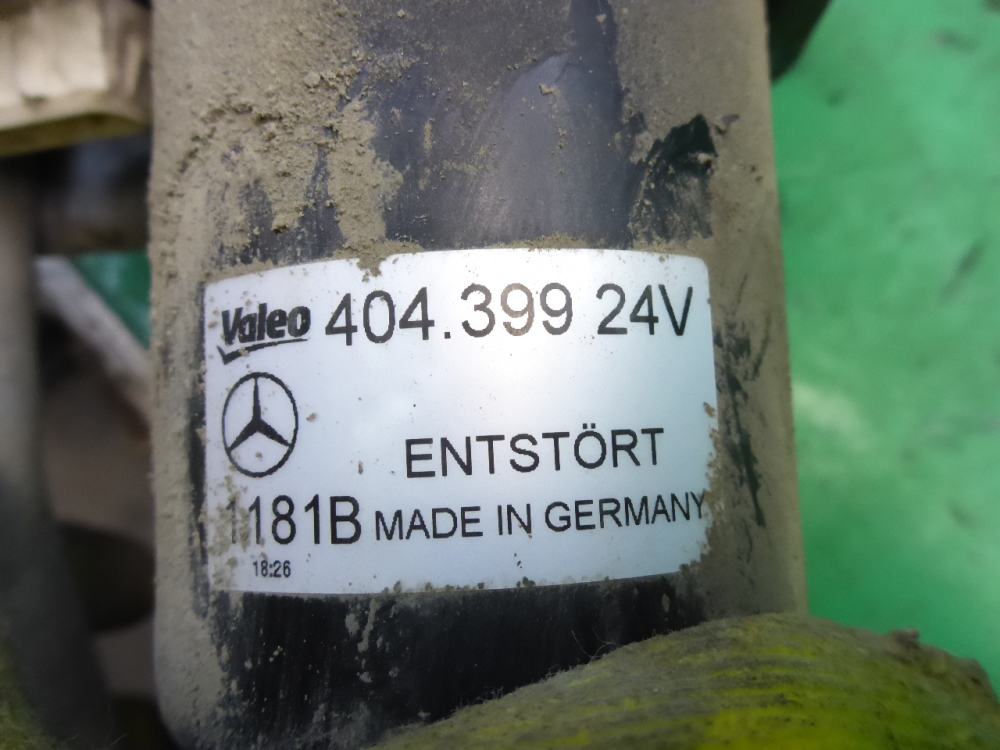 Valeo 404.399 24V
ENTSTÖRT
1181B MADE IN GERMANY
18:26